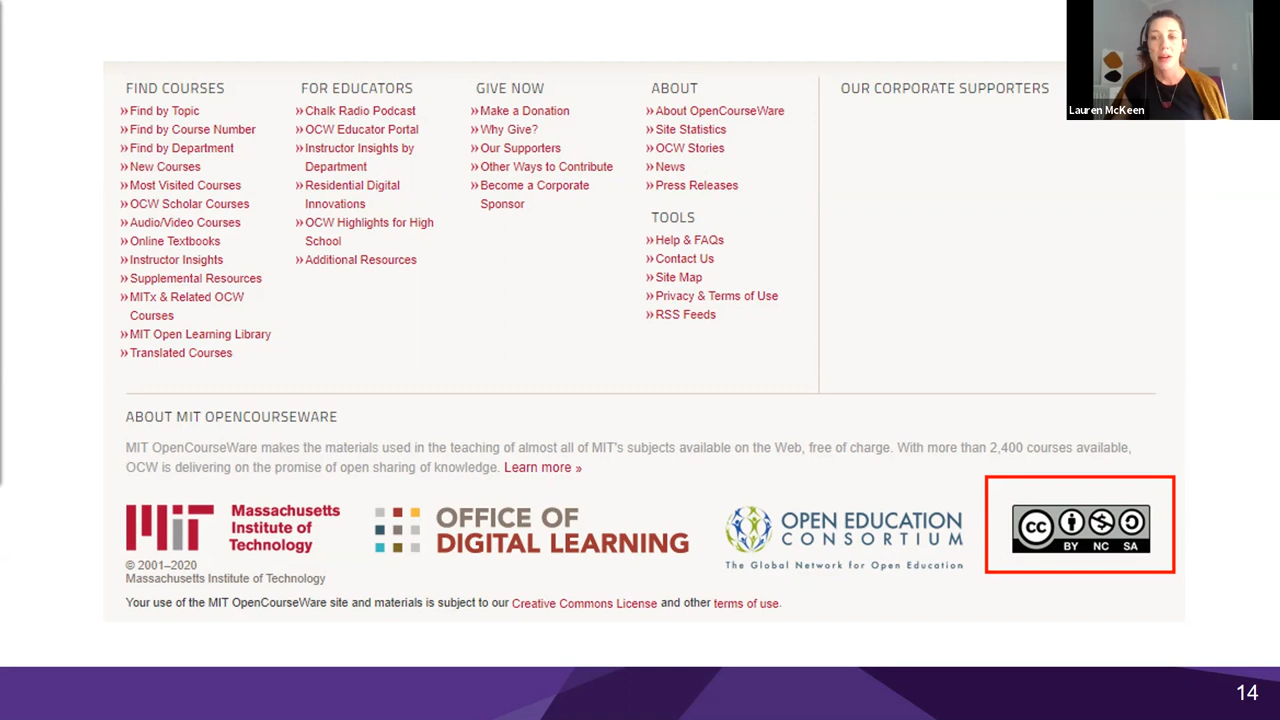 Lauren McKeen
FIND COURSES
»Find by Topic
»Find by Course Number
»Find by Department
»New Courses
»Most Visited Courses
»OCW Scholar Courses
»Audio/Video Courses
»Online Textbooks
»Instructor Insights
»Supplemental Resources
»MITx & Related OCW
Courses
»MIT Open Learning Library
»Translated Courses
FOR EDUCATORS
»Chalk Radio Podcast
»OCW Educator Portal
»Instructor Insights by
Department
»Residential Digital
Innovations
»OCW Highlights for High
School
»Additional Resources
GIVE NOW
»Make a Donation
»Why Give?
»Our Supporters
»Other Ways to Contribute
»Become a Corporate
Sponsor
ABOUT
»About OpenCourseWare
»Site Statistics
»OCW Stories
»News
»Press Releases
TOOLS
»Help & FAQs
»Contact Us
»Site Map
»Privacy & Terms of Use
»RSS Feeds
OUR CORPORATE SUPPORTERS
ABOUT MIT OPENCOURSEWARE
MIT OpenCourseWare makes the materials used in the teaching of almost all of MIT's subjects available on the Web, free of charge. With more than 2,400 courses available,
OCW is delivering on the promise of open sharing of knowledge. Learn more »
MIT
Massachusetts
Institute of
Technology
© 2001–2020
Massachusetts Institute of Technology
OFFICE OF
DIGITAL LEARNING
OPEN EDUCATION
CONSORTIUM
The Global Network for Open Education
cc
BY NC SA
Your use of the MIT OpenCourseWare site and materials is subject to our Creative Commons License and other terms of use.
14